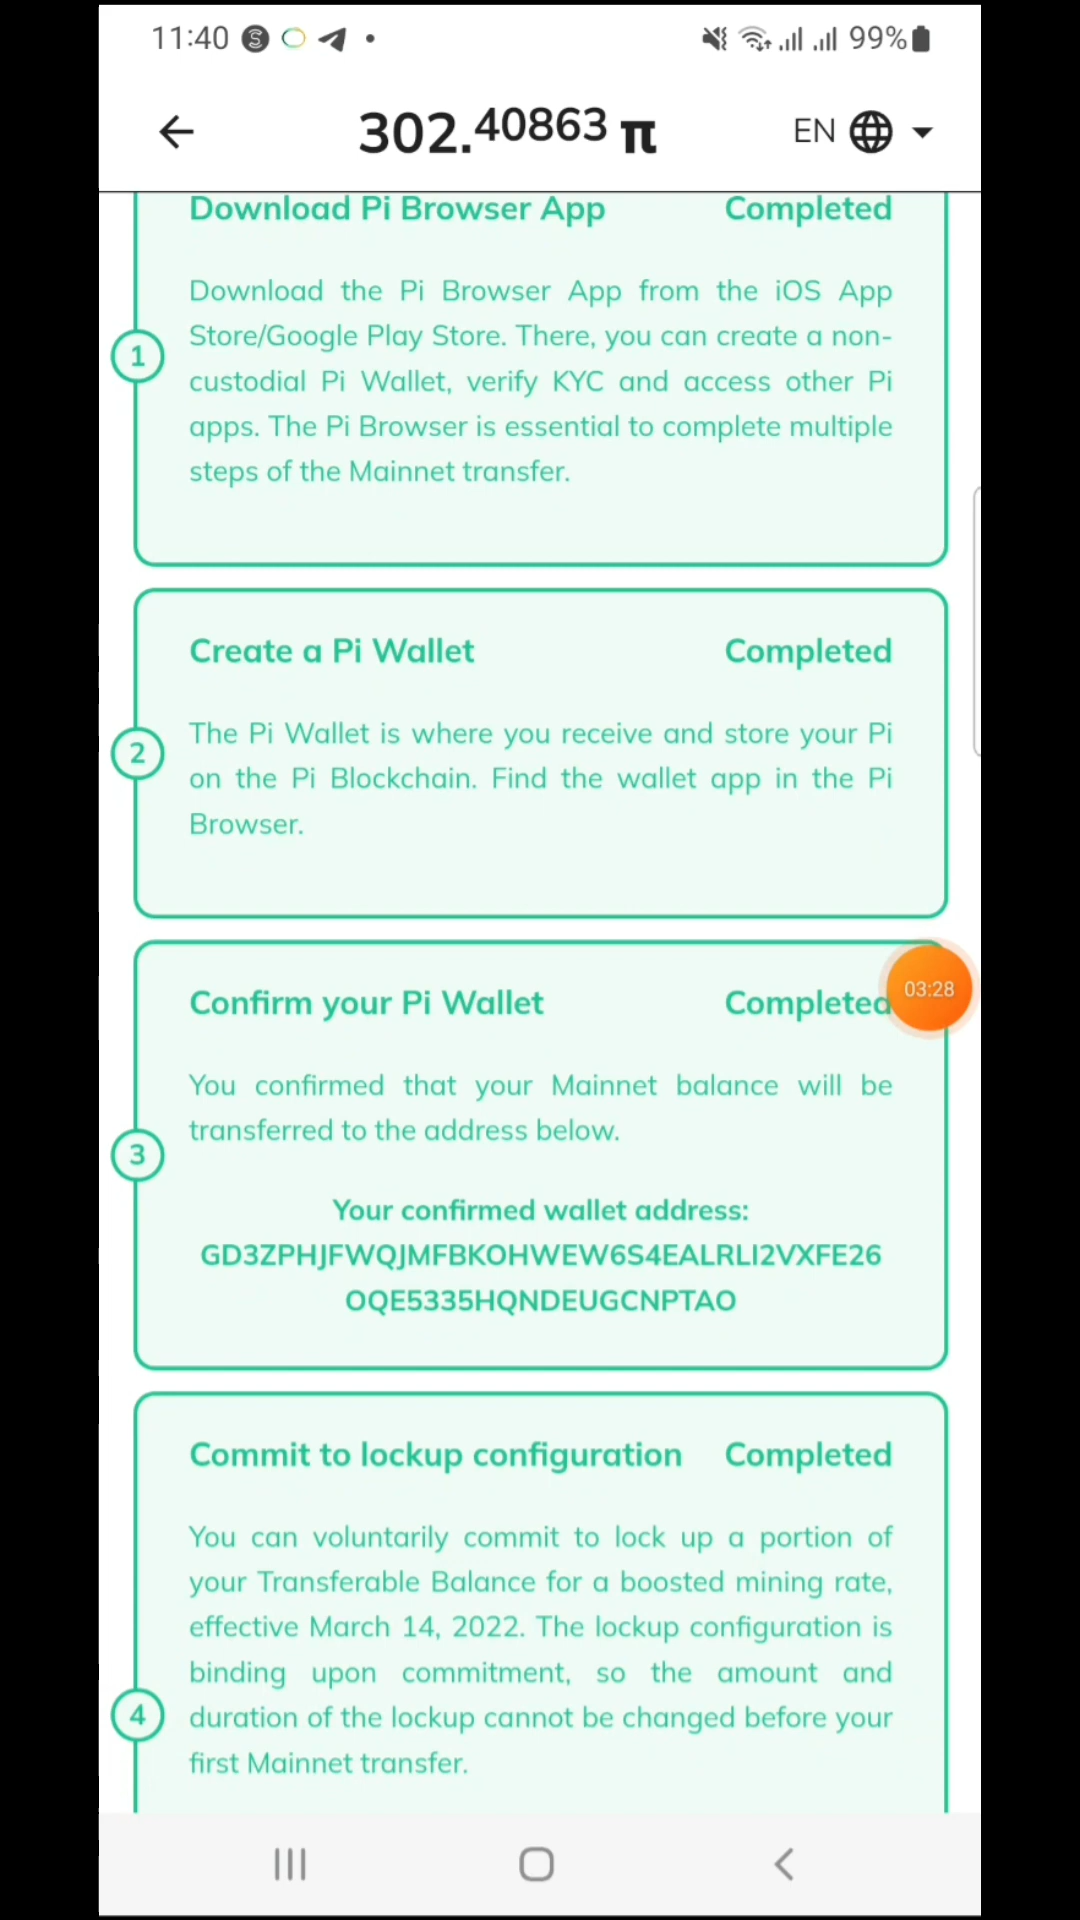 11:40 99%
302.40863 π EN
Download Pi Browser App Completed
Download the Pi Browser App from the iOS App
Store/Google Play Store. There, you can create a non-
custodial Pi Wallet, verify KYC and access other Pi
apps. The Pi Browser is essential to complete multiple
steps of the Mainnet transfer.
1
Create a Pi Wallet Completed
The Pi Wallet is where you receive and store your Pi
on the Pi Blockchain. Find the wallet app in the Pi
Browser.
2
Confirm your Pi Wallet Completed
03:28
You confirmed that your Mainnet balance will be
transferred to the address below.
3
Your confirmed wallet address:
GD3ZPHJFWQJMFBKOHWEW6S4EALRLI2VXFE26
OQE5335HQNDEUGCNPTAO
Commit to lockup configuration Completed
You can voluntarily commit to lock up a portion of
your Transferable Balance for a boosted mining rate,
effective March 14, 2022. The lockup configuration is
binding upon commitment, so the amount and
4
duration of the lockup cannot be changed before your
first Mainnet transfer.